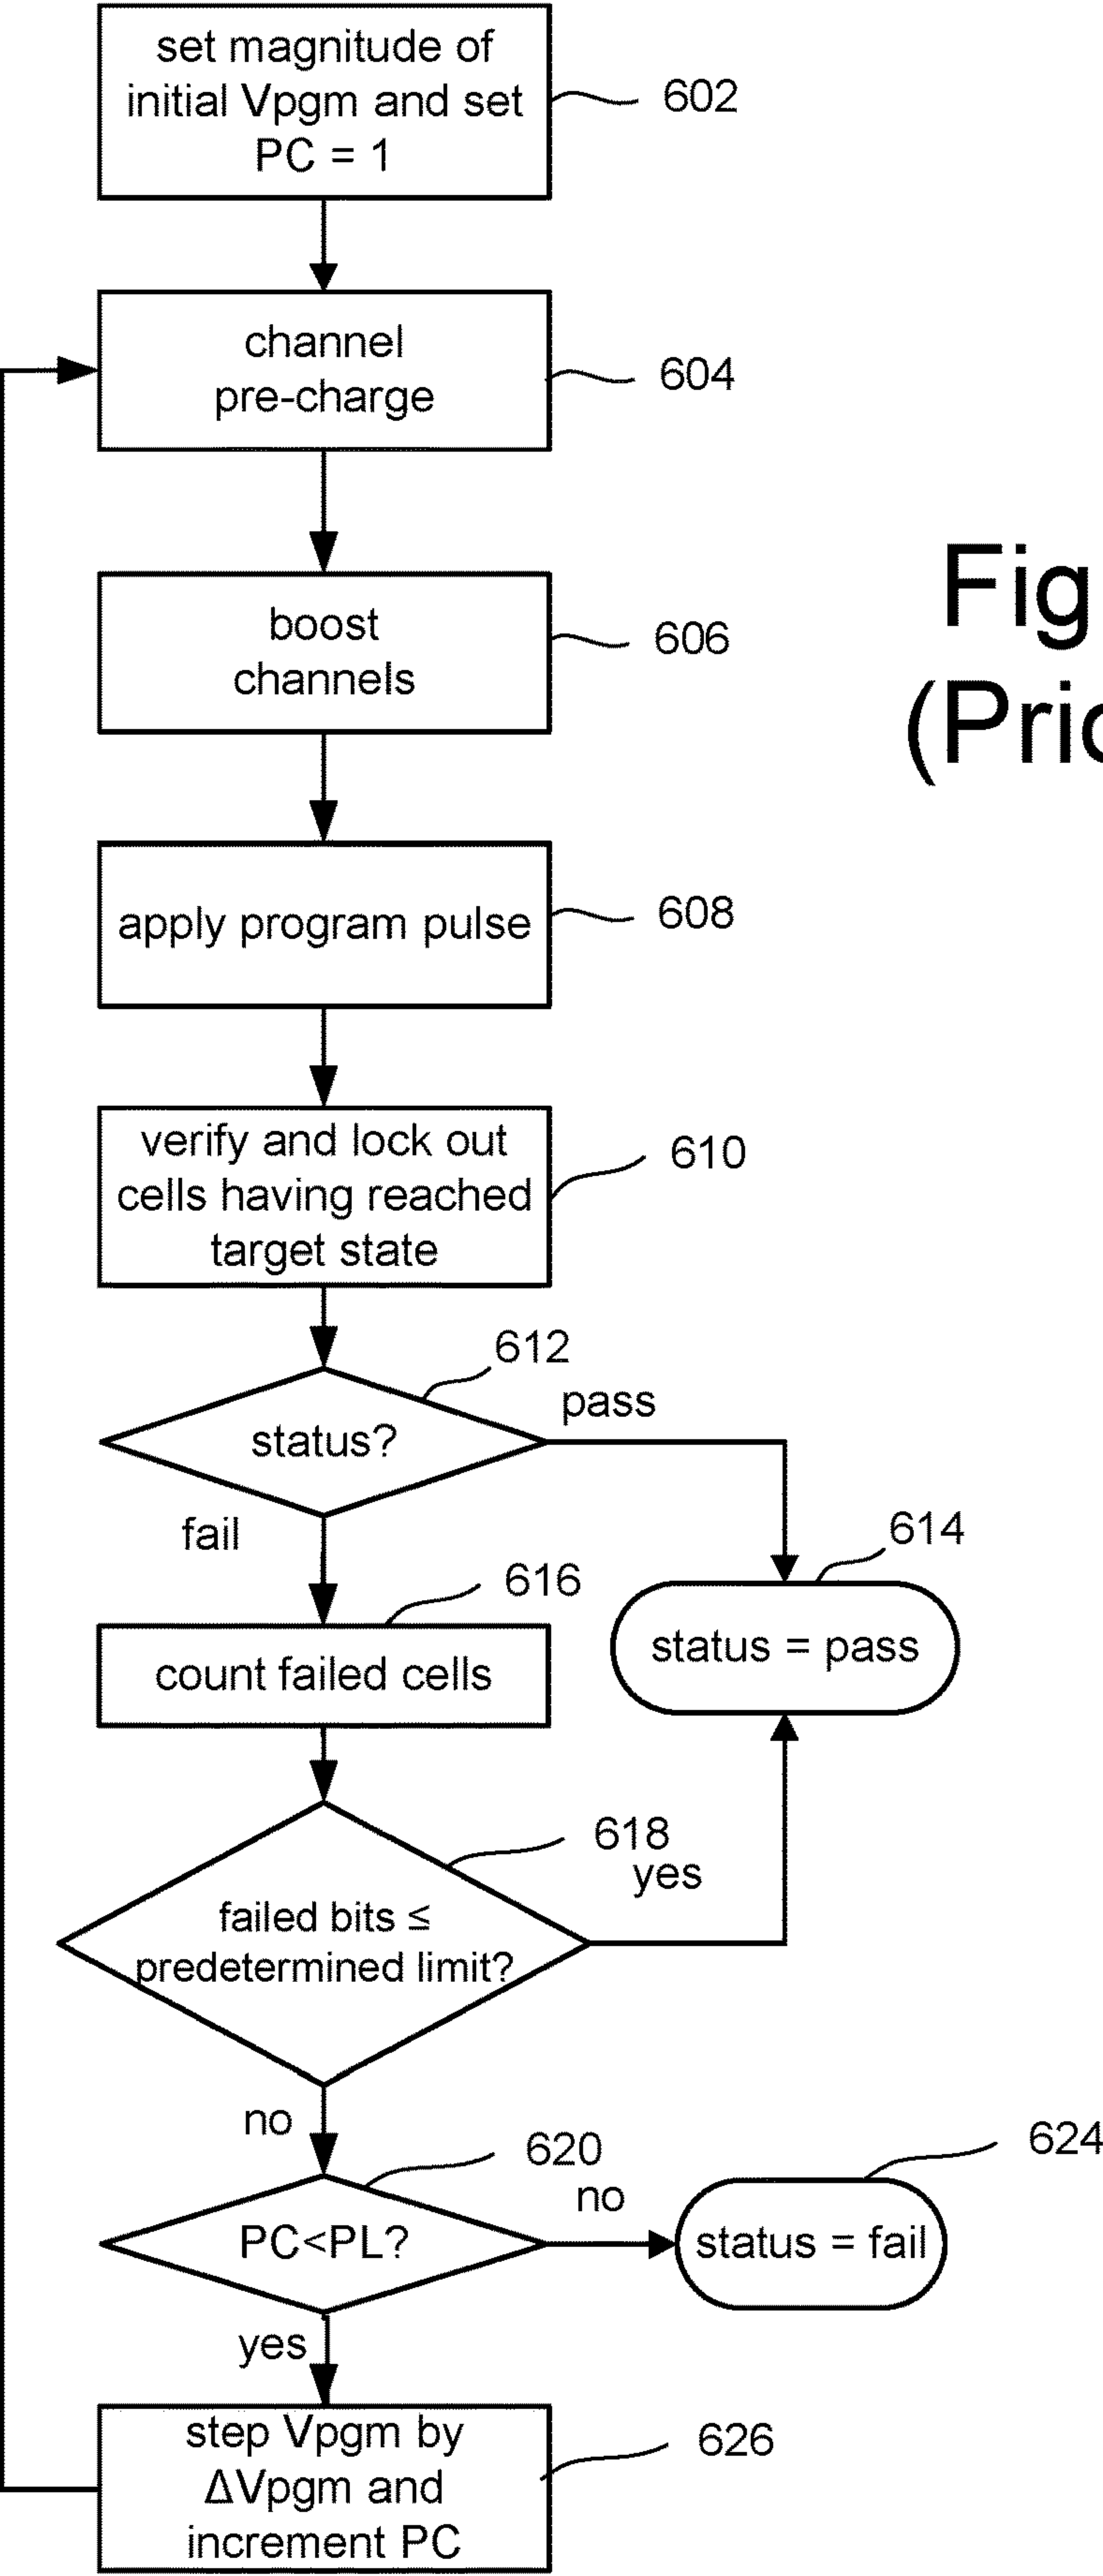 set magnitude of
initial Vpgm and set
PC = 1
602
channel
pre-charge
604
boost
channels
606
Fig
(Pri
apply program pulse
608
verify and lock out
cells having reached
target state
610
612
status?
pass
fail
614
status = pass
616
count failed cells
618
yes
failed bits ≤
predetermined limit?
no
620
624
PC<PL?
no
status = fail
yes
step Vpgm by
ΔVpgm and
increment PC
626